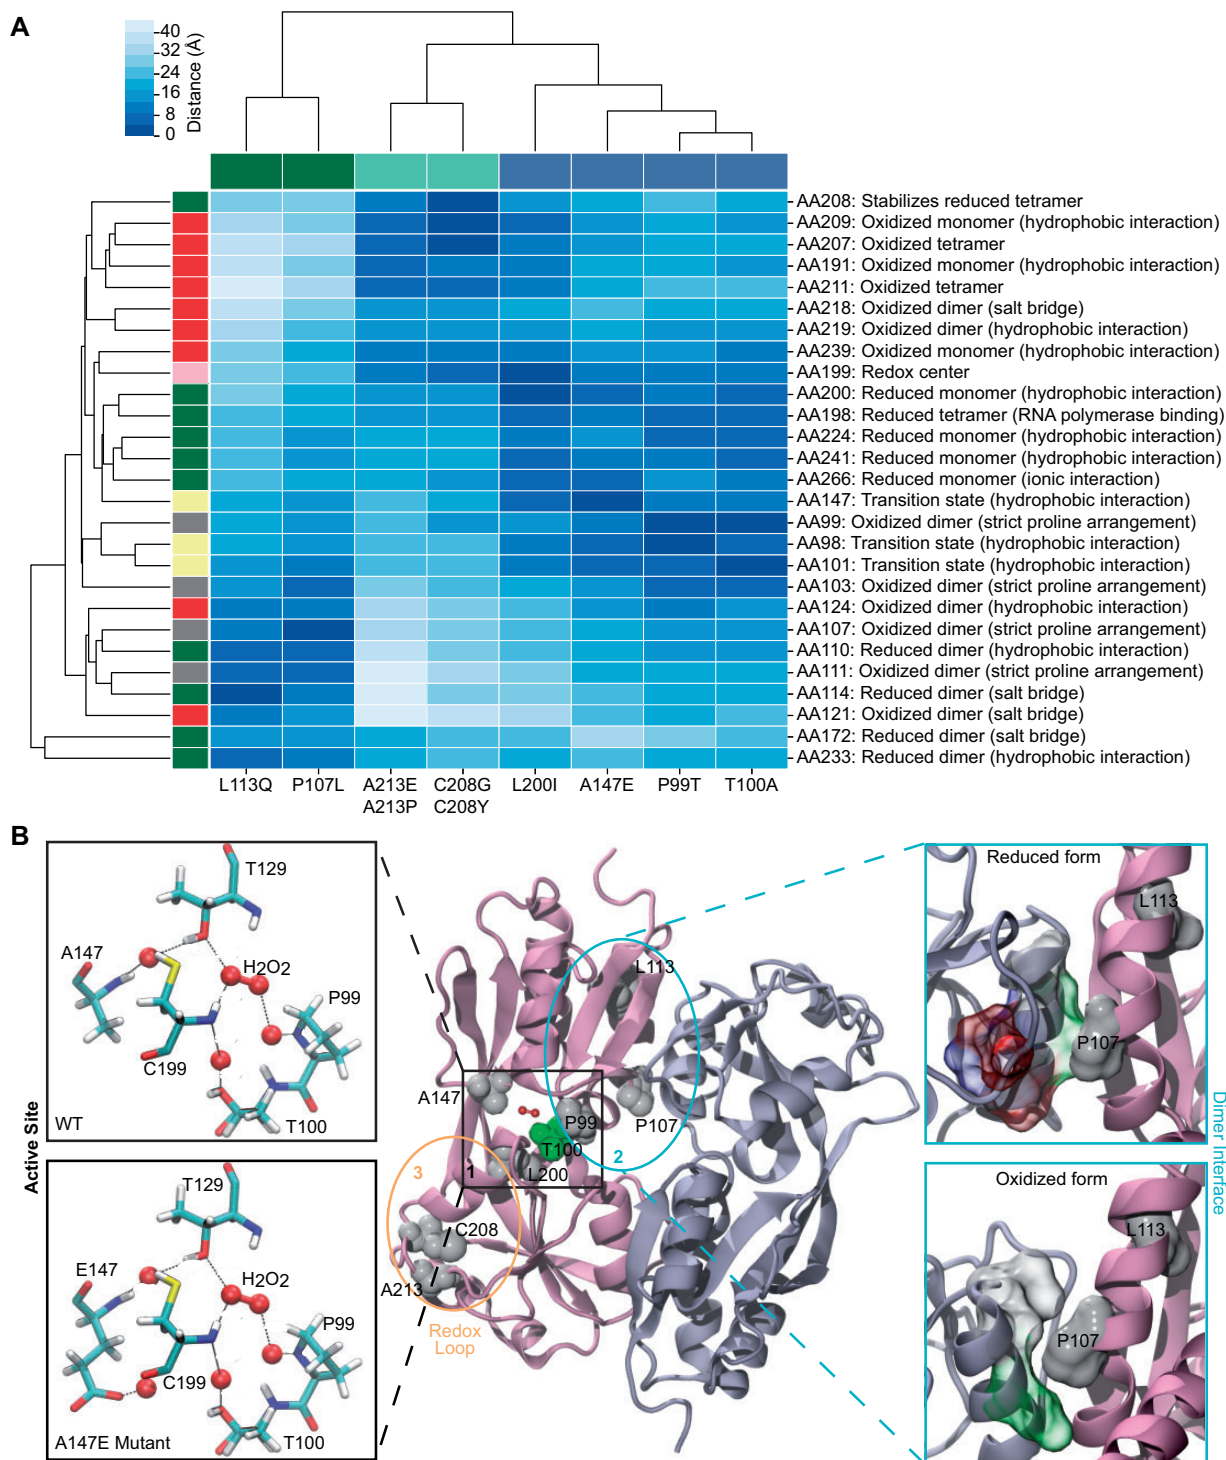 A
40
32
24
16
8
0
Distance (Å)
AA208: Stabilizes reduced tetramer
AA209: Oxidized monomer (hydrophobic interaction)
AA207: Oxidized tetramer
AA191: Oxidized monomer (hydrophobic interaction)
AA211: Oxidized tetramer
AA218: Oxidized dimer (salt bridge)
AA219: Oxidized dimer (hydrophobic interaction)
AA239: Oxidized monomer (hydrophobic interaction)
AA199: Redox center
AA200: Reduced monomer (hydrophobic interaction)
AA198: Reduced tetramer (RNA polymerase binding)
AA224: Reduced monomer (hydrophobic interaction)
AA241: Reduced monomer (hydrophobic interaction)
AA266: Reduced monomer (ionic interaction)
AA147: Transition state (hydrophobic interaction)
AA99: Oxidized dimer (strict proline arrangement)
AA98: Transition state (hydrophobic interaction)
AA101: Transition state (hydrophobic interaction)
AA103: Oxidized dimer (strict proline arrangement)
AA124: Oxidized dimer (hydrophobic interaction)
AA107: Oxidized dimer (strict proline arrangement)
AA110: Reduced dimer (hydrophobic interaction)
AA111: Oxidized dimer (strict proline arrangement)
AA114: Reduced dimer (salt bridge)
AA121: Oxidized dimer (salt bridge)
AA172: Reduced dimer (salt bridge)
AA233: Reduced dimer (hydrophobic interaction)
L113Q P107L A213E C208G L200I A147E P99T T100A
A213P C208Y
B
Active Site
T129
A147
H2O2
P99
C199
T100
WT
T129
E147
H2O2
P99
C199
T100
A147E Mutant
L113
A147
P99
P107
T100
2
3
1
L200
C208
A213
Redox
Loop
Reduced form
L113
P107
Oxidized form
L113
P107
Dimer Interface